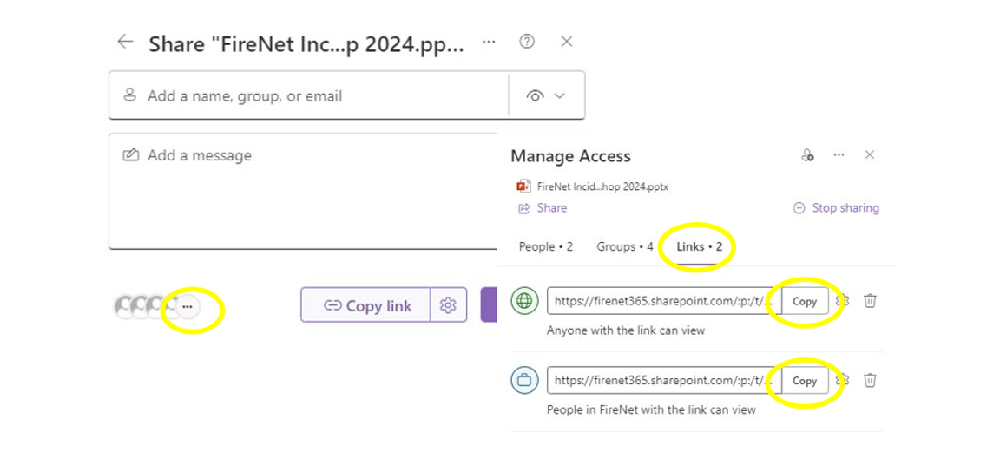 Share "FireNet Inc...p 2024.pp... ...
Add a name, group, or email
Add a message
...
Copy link
Manage Access
...
FireNet Incid...hop 2024.pptx
Share
Stop sharing
People • 2 Groups • 4 Links • 2
https://firenet365.sharepoint.com/:p:/t/... Copy
Anyone with the link can view
https://firenet365.sharepoint.com/:p:/t/... Copy
People in FireNet with the link can view